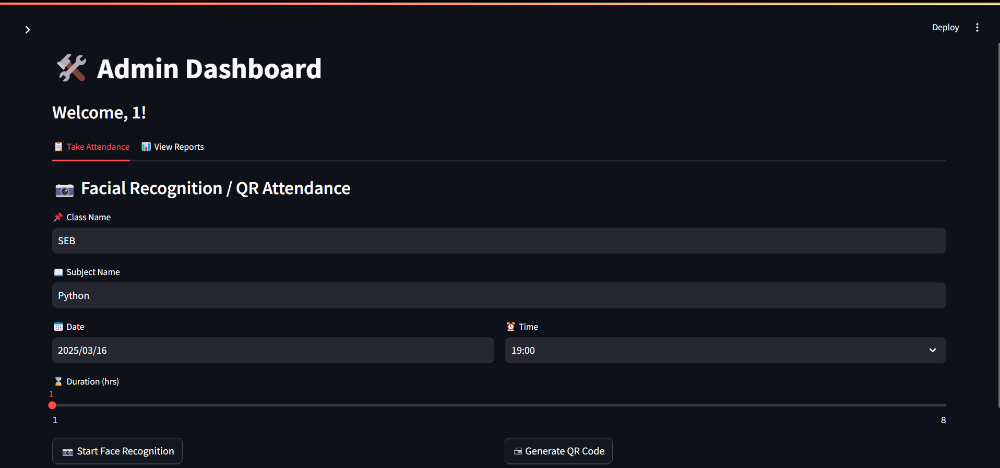 Deploy
Admin Dashboard
Welcome, 1!
Take Attendance View Reports
Facial Recognition / QR Attendance
Class Name
SEB
Subject Name
Python
Date Time
2025/03/16 19:00
Duration (hrs)
1
1 8
Start Face Recognition Generate QR Code